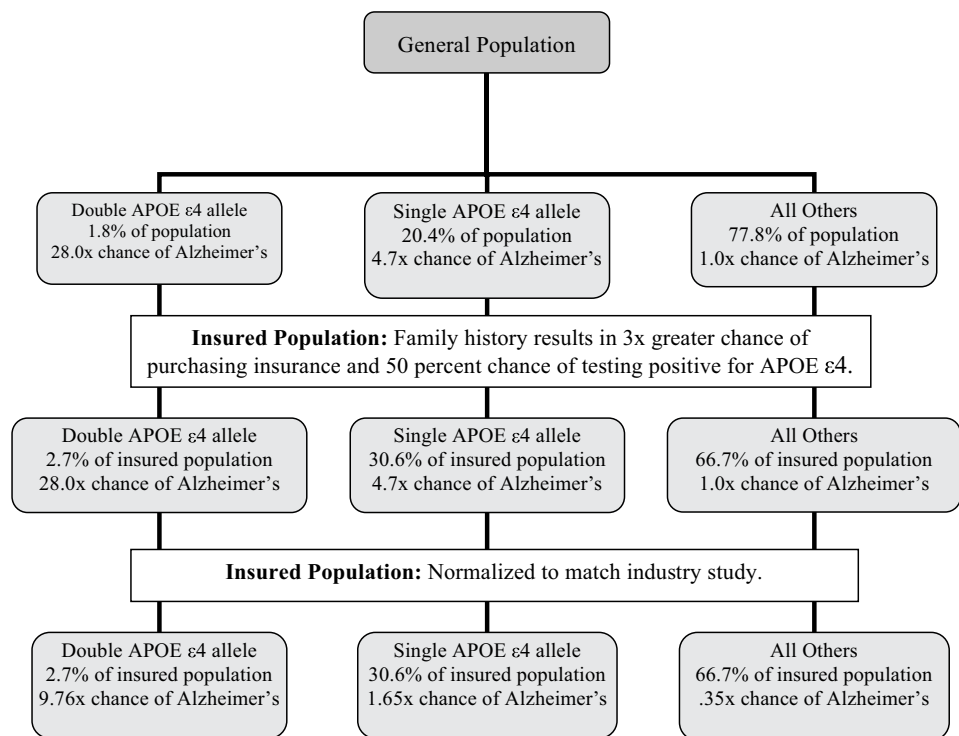 General Population
Double APOE ε4 allele
1.8% of population
28.0x chance of Alzheimer’s
Single APOE ε4 allele
20.4% of population
4.7x chance of Alzheimer’s
All Others
77.8% of population
1.0x chance of Alzheimer’s
Insured Population: Family history results in 3x greater chance of
purchasing insurance and 50 percent chance of testing positive for APOE ε4.
Double APOE ε4 allele
2.7% of insured population
28.0x chance of Alzheimer’s
Single APOE ε4 allele
30.6% of insured population
4.7x chance of Alzheimer’s
All Others
66.7% of insured population
1.0x chance of Alzheimer’s
Insured Population: Normalized to match industry study.
Double APOE ε4 allele
2.7% of insured population
9.76x chance of Alzheimer’s
Single APOE ε4 allele
30.6% of insured population
1.65x chance of Alzheimer’s
All Others
66.7% of insured population
.35x chance of Alzheimer’s